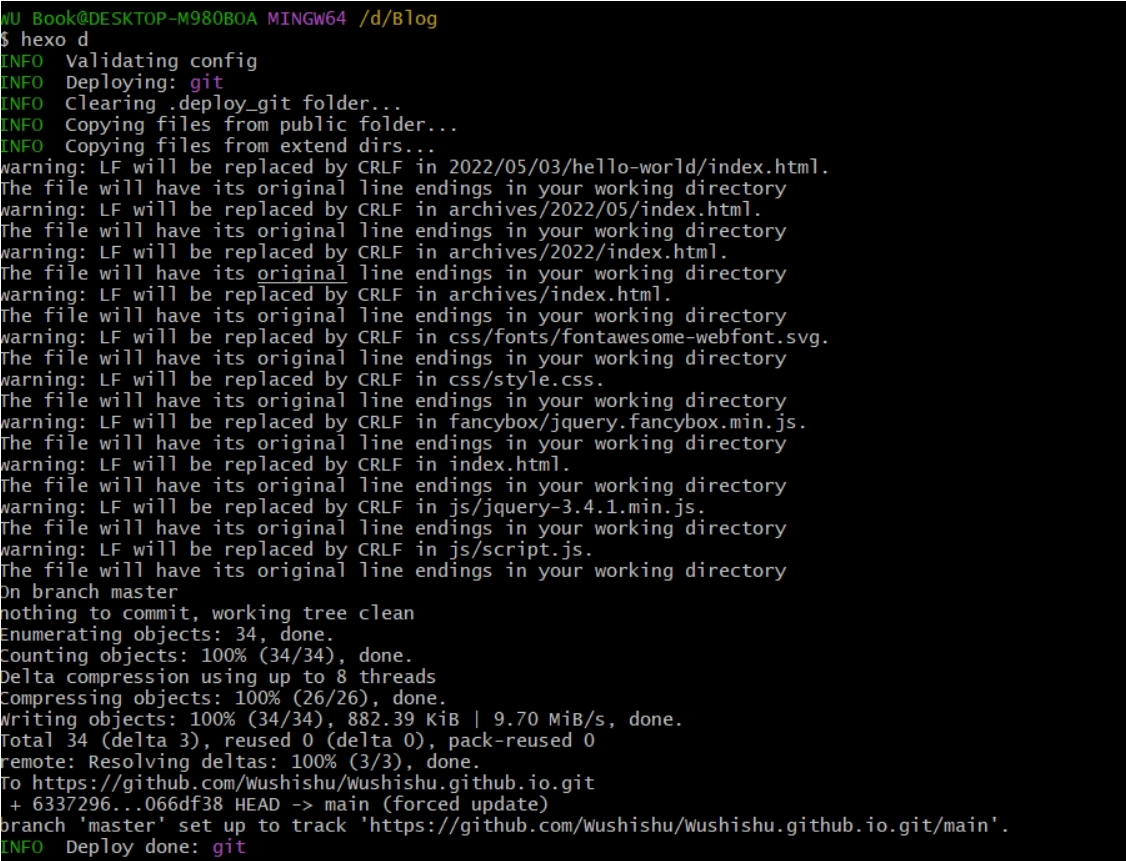 WU Book@DESKTOP-M980BOA MINGW64 /d/Blog
$ hexo d
INFO  Validating config
INFO  Deploying: git
INFO  Clearing .deploy_git folder...
INFO  Copying files from public folder...
INFO  Copying files from extend dirs...
warning: LF will be replaced by CRLF in 2022/05/03/hello-world/index.html.
The file will have its original line endings in your working directory
warning: LF will be replaced by CRLF in archives/2022/05/index.html.
The file will have its original line endings in your working directory
warning: LF will be replaced by CRLF in archives/2022/index.html.
The file will have its original line endings in your working directory
warning: LF will be replaced by CRLF in archives/index.html.
The file will have its original line endings in your working directory
warning: LF will be replaced by CRLF in css/fonts/fontawesome-webfont.svg.
The file will have its original line endings in your working directory
warning: LF will be replaced by CRLF in css/style.css.
The file will have its original line endings in your working directory
warning: LF will be replaced by CRLF in fancybox/jquery.fancybox.min.js.
The file will have its original line endings in your working directory
warning: LF will be replaced by CRLF in index.html.
The file will have its original line endings in your working directory
warning: LF will be replaced by CRLF in js/jquery-3.4.1.min.js.
The file will have its original line endings in your working directory
warning: LF will be replaced by CRLF in js/script.js.
The file will have its original line endings in your working directory
On branch master
nothing to commit, working tree clean
Enumerating objects: 34, done.
Counting objects: 100% (34/34), done.
Delta compression using up to 8 threads
Compressing objects: 100% (26/26), done.
Writing objects: 100% (34/34), 882.39 KiB | 9.70 MiB/s, done.
Total 34 (delta 3), reused 0 (delta 0), pack-reused 0
remote: Resolving deltas: 100% (3/3), done.
To https://github.com/Wushishu/Wushishu.github.io.git
 + 6337296...066df38 HEAD -> main (forced update)
branch 'master' set up to track 'https://github.com/Wushishu/Wushishu.github.io.git/main'.
INFO  Deploy done: git